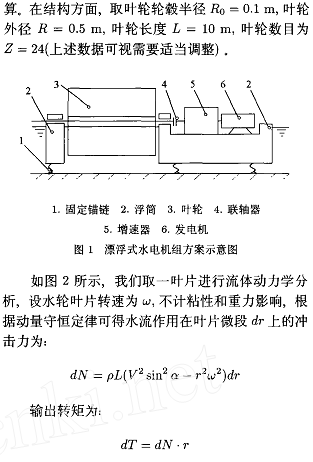 算。在结构方面，取叶轮轮毂半径 R₀ = 0.1 m, 叶轮
外径 R = 0.5 m, 叶轮长度 L = 10 m, 叶轮数目为
Z = 24(上述数据可视需要适当调整)。
2 3 4 5 6 2
1
1. 固定锚链 2. 浮筒 3. 叶轮 4. 联轴器
5. 增速器 6. 发电机
图 1 漂浮式水电机组方案示意图
如图 2 所示，我们取一叶片进行流体动力学分
析，设水轮叶片转速为 ω, 不计粘性和重力影响，根
据动量守恒定律可得水流作用在叶片微段 dr 上的冲
击力为:
dN = ρL(V² sin² α − r²ω²)dr
输出转矩为:
dT = dN · r